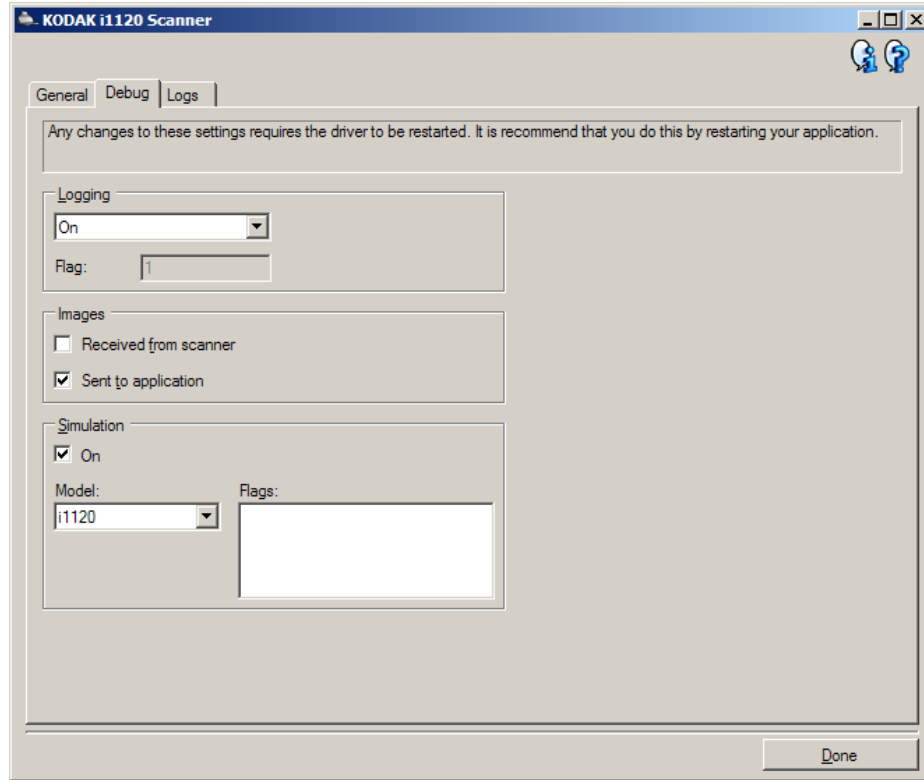 KODAK i1120 Scanner
General Debug Logs
Any changes to these settings requires the driver to be restarted. It is recommend that you do this by restarting your application.
Logging
On
Flag: 1
Images
Received from scanner
Sent to application
Simulation
On
Model: Flags:
i1120
Done